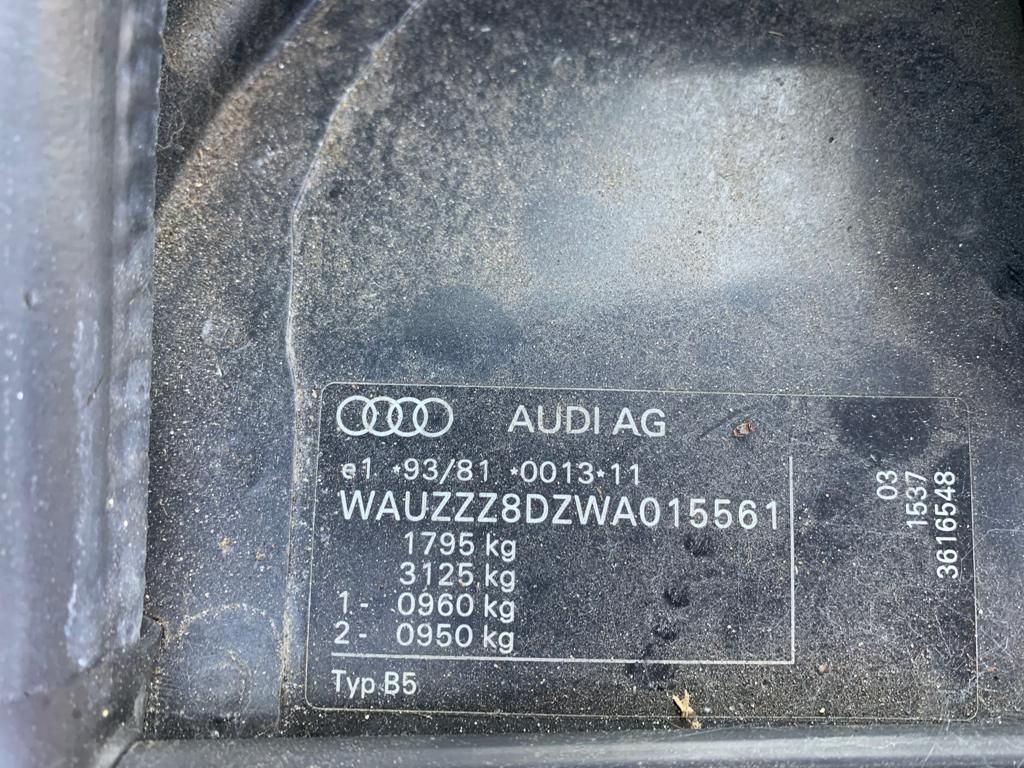 AUDI AG
e1 *93/81 *0013*11
WAUZZZ8DZWA015561
1795 kg
3125 kg
1- 0960 kg
2- 0950 kg
Typ B5
03
1537
3616548